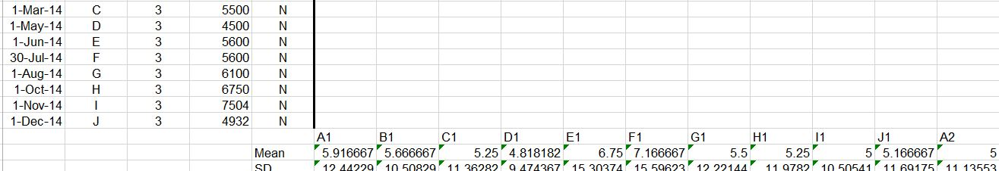 1-Mar-14 C 3 5500 N
1-May-14 D 3 4500 N
1-Jun-14 E 3 5600 N
30-Jul-14 F 3 5600 N
1-Aug-14 G 3 6100 N
1-Oct-14 H 3 6750 N
1-Nov-14 I 3 7504 N
1-Dec-14 J 3 4932 N
A1 B1 C1 D1 E1 F1 G1 H1 I1 J1 A2
Mean 5.916667 5.666667 5.25 4.818182 6.75 7.166667 5.5 5.25 5 5.166667 5
SD 12.44229 10.50829 11.36282 9.474367 15.30374 15.59623 12.22144 11.9782 10.50541 11.69175 11.13553